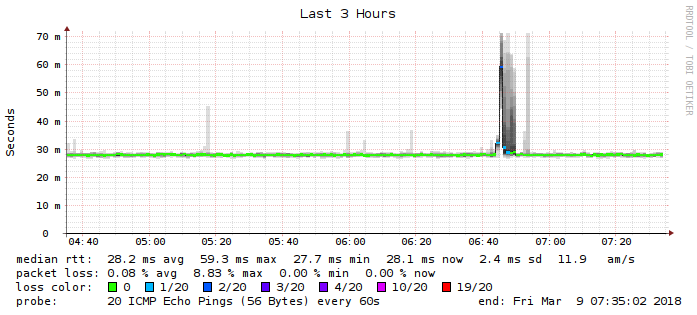 Last 3 Hours
RRDTOOL / TOBI OETIKER
Seconds
70 m
60 m
50 m
40 m
30 m
20 m
10 m
0
04:40 05:00 05:20 05:40 06:00 06:20 06:40 07:00 07:20
median rtt: 28.2 ms avg 59.3 ms max 27.7 ms min 28.1 ms now 2.4 ms sd 11.9 am/s
packet loss: 0.08 % avg 8.83 % max 0.00 % min 0.00 % now
loss color: 0 1/20 2/20 3/20 4/20 10/20 19/20
probe: 20 ICMP Echo Pings (56 Bytes) every 60s end: Fri Mar 9 07:35:02 2018